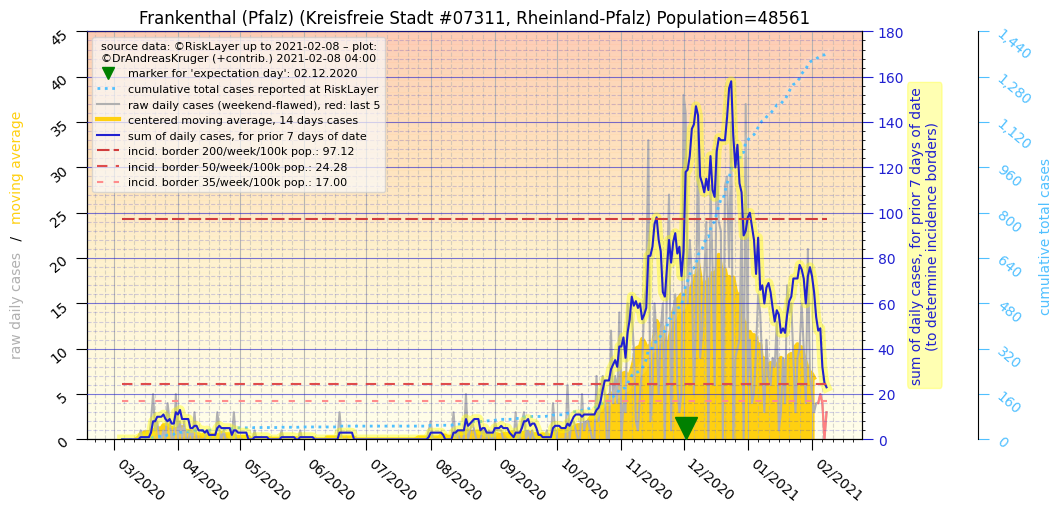 Frankenthal (Pfalz) (Kreisfreie Stadt #07311, Rheinland-Pfalz) Population=48561
source data: ©RiskLayer up to 2021-02-08 – plot:
©DrAndreasKruger (+contrib.) 2021-02-08 04:00
marker for 'expectation day': 02.12.2020
cumulative total cases reported at RiskLayer
raw daily cases (weekend-flawed), red: last 5
centered moving average, 14 days cases
sum of daily cases, for prior 7 days of date
incid. border 200/week/100k pop.: 97.12
incid. border 50/week/100k pop.: 24.28
incid. border 35/week/100k pop.: 17.00
raw daily cases / moving average
45
40
35
30
25
20
15
10
5
0
180
160
140
120
100
80
60
40
20
0
sum of daily cases, for prior 7 days of date
(to determine incidence borders)
1,440
1,280
1,120
960
800
640
480
320
160
0
cumulative total cases
03/2020
04/2020
05/2020
06/2020
07/2020
08/2020
09/2020
10/2020
11/2020
12/2020
01/2021
02/2021